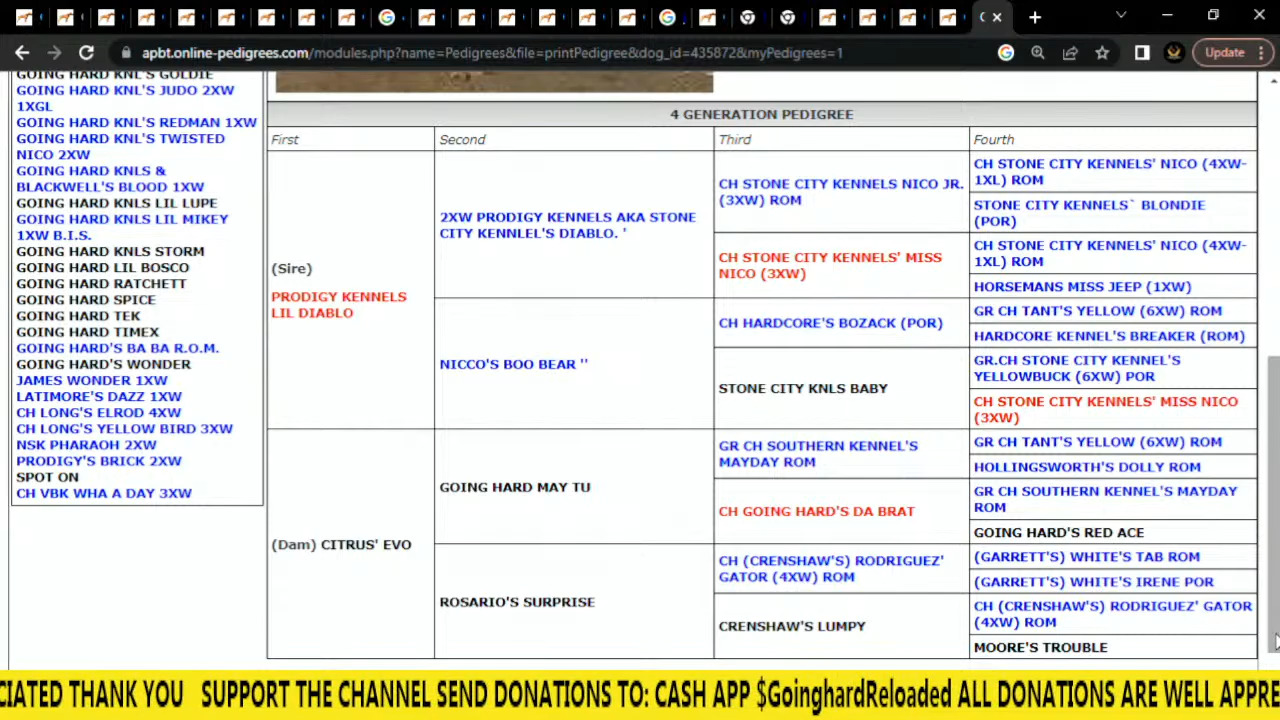 apbt.online-pedigrees.com/modules.php?name=Pedigrees&file=printPedigree&dog_id=435872&myPedigrees=1
Update
GOING HARD KNL'S GOLDIE
GOING HARD KNL'S JUDO 2XW
1XGL
GOING HARD KNL'S REDMAN 1XW
GOING HARD KNL'S TWISTED
NICO 2XW
GOING HARD KNLS &
BLACKWELL'S BLOOD 1XW
GOING HARD KNLS LIL LUPE
GOING HARD KNLS LIL MIKEY
1XW B.I.S.
GOING HARD KNLS STORM
GOING HARD LIL BOSCO
GOING HARD RATCHETT
GOING HARD SPICE
GOING HARD TEK
GOING HARD TIMEX
GOING HARD'S BA BA R.O.M.
GOING HARD'S WONDER
JAMES WONDER 1XW
LATIMORE'S DAZZ 1XW
CH LONG'S ELROD 4XW
CH LONG'S YELLOW BIRD 3XW
NSK PHARAOH 2XW
PRODIGY'S BRICK 2XW
SPOT ON
CH VBK WHA A DAY 3XW
4 GENERATION PEDIGREE
First Second Third Fourth
(Sire)
PRODIGY KENNELS
LIL DIABLO
(Dam) CITRUS' EVO
2XW PRODIGY KENNELS AKA STONE
CITY KENNLEL'S DIABLO. '
NICCO'S BOO BEAR ''
GOING HARD MAY TU
ROSARIO'S SURPRISE
CH STONE CITY KENNELS NICO JR.
(3XW) ROM
CH STONE CITY KENNELS' MISS
NICO (3XW)
CH HARDCORE'S BOZACK (POR)
STONE CITY KNLS BABY
GR CH SOUTHERN KENNEL'S
MAYDAY ROM
CH GOING HARD'S DA BRAT
CH (CRENSHAW'S) RODRIGUEZ'
GATOR (4XW) ROM
CRENSHAW'S LUMPY
CH STONE CITY KENNELS' NICO (4XW-
1XL) ROM
STONE CITY KENNELS` BLONDIE
(POR)
CH STONE CITY KENNELS' NICO (4XW-
1XL) ROM
HORSEMANS MISS JEEP (1XW)
GR CH TANT'S YELLOW (6XW) ROM
HARDCORE KENNEL'S BREAKER (ROM)
GR.CH STONE CITY KENNEL'S
YELLOWBUCK (6XW) POR
CH STONE CITY KENNELS' MISS NICO
(3XW)
GR CH TANT'S YELLOW (6XW) ROM
HOLLINGSWORTH'S DOLLY ROM
GR CH SOUTHERN KENNEL'S MAYDAY
ROM
GOING HARD'S RED ACE
(GARRETT'S) WHITE'S TAB ROM
(GARRETT'S) WHITE'S IRENE POR
CH (CRENSHAW'S) RODRIGUEZ' GATOR
(4XW) ROM
MOORE'S TROUBLE
CIATED THANK YOU SUPPORT THE CHANNEL SEND DONATIONS TO: CASH APP $GoinghardReloaded ALL DONATIONS ARE WELL APPRE